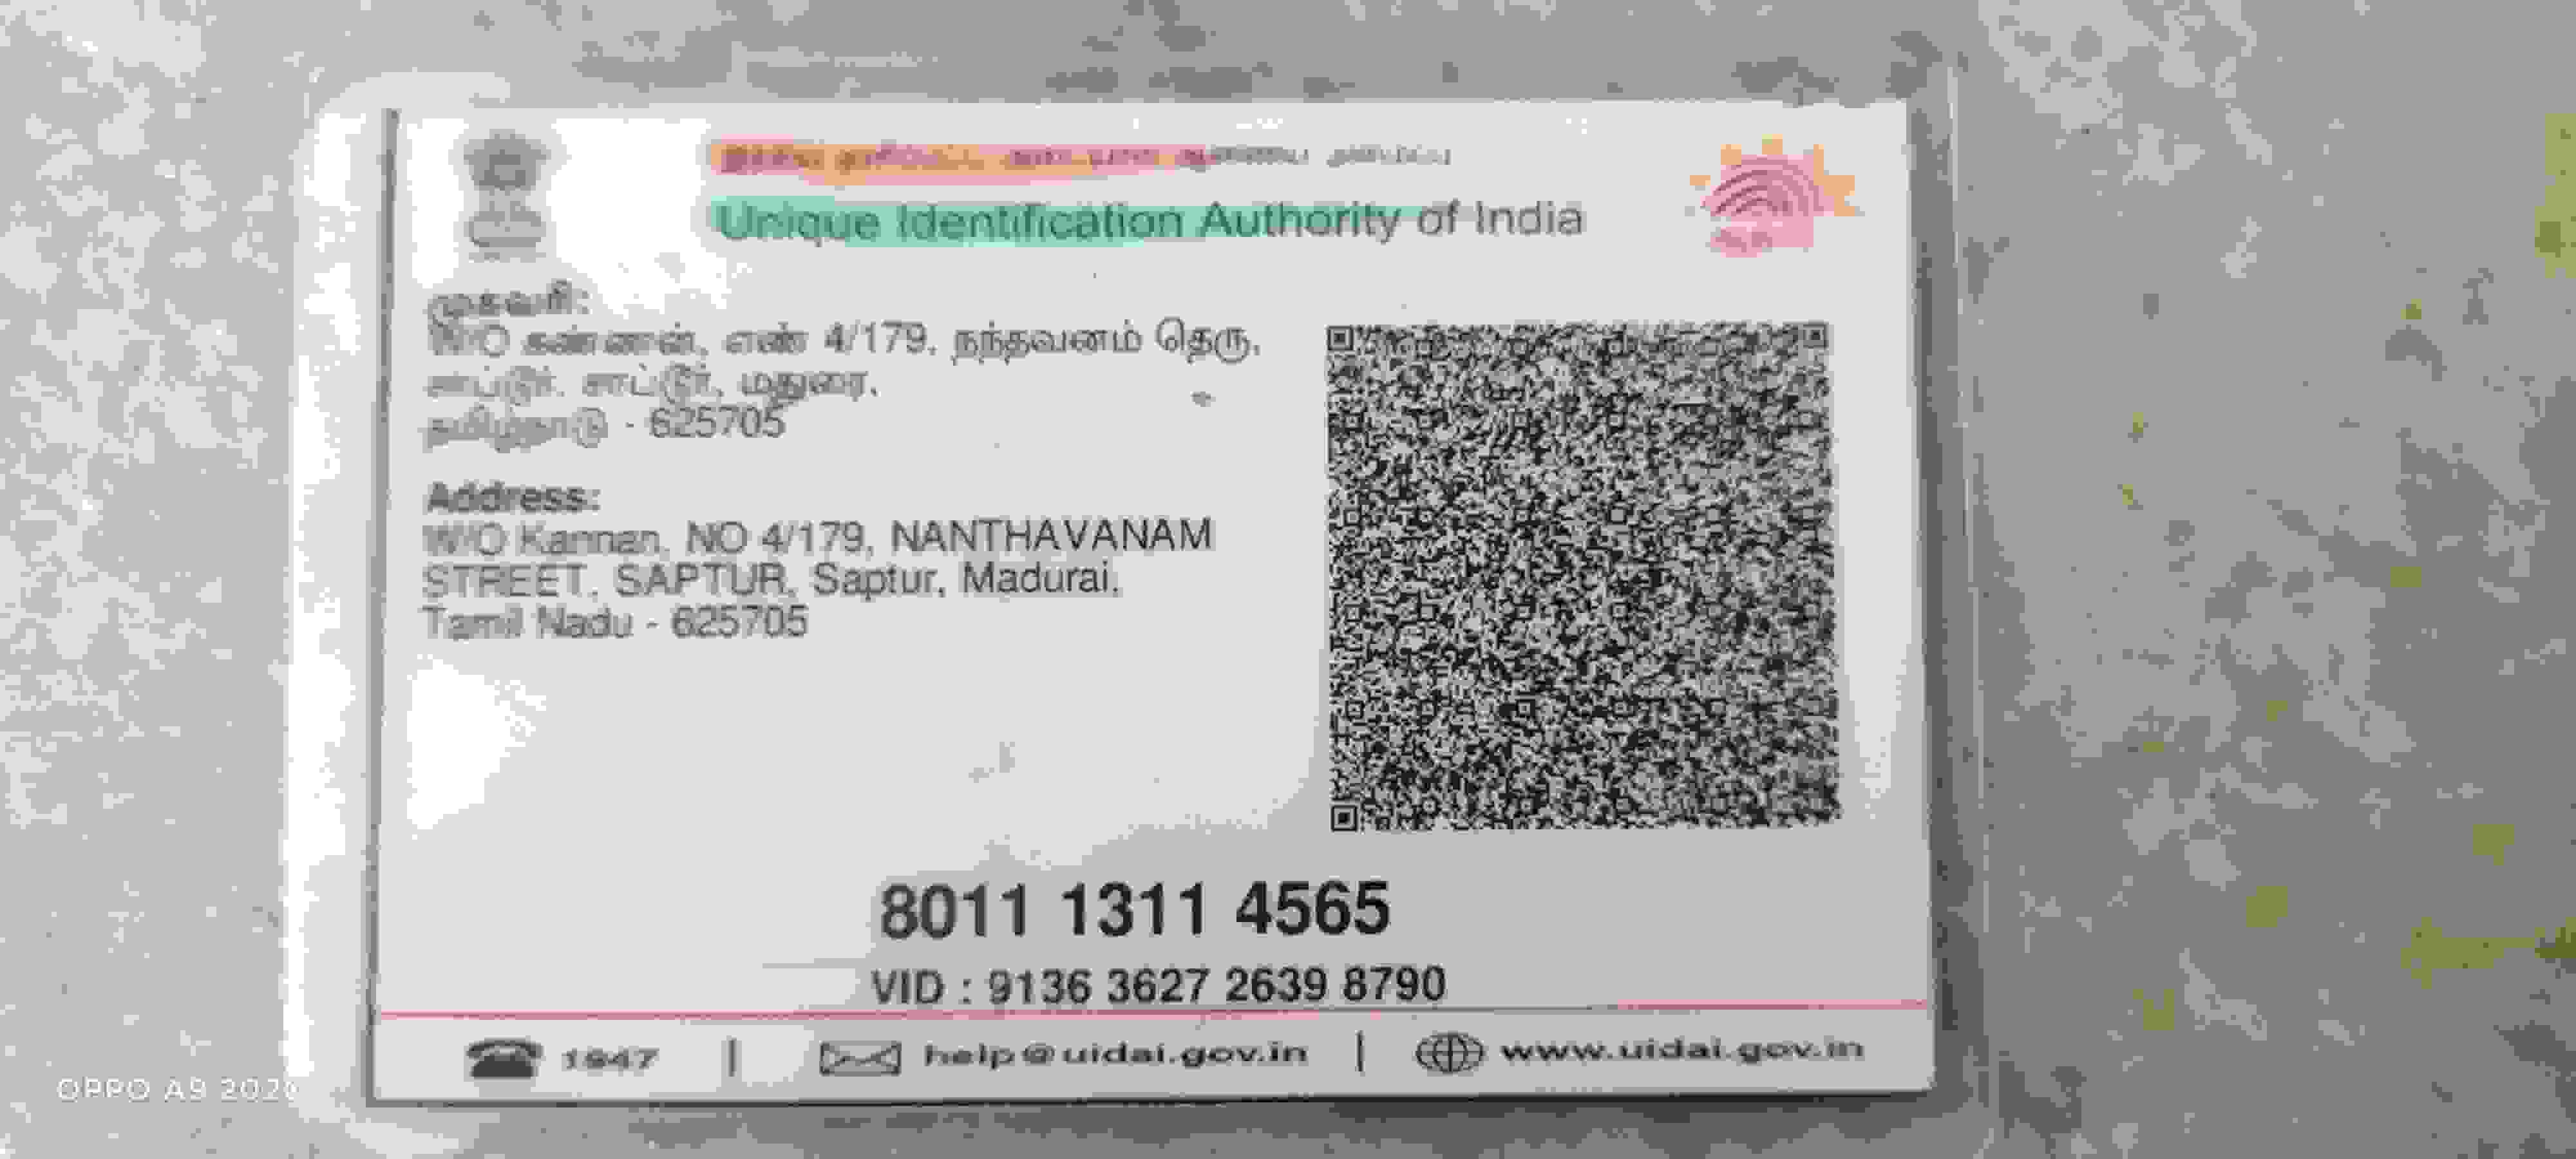 Unique Identification Authority of India
முகவரி:
W/O கண்ணன், எண் 4/179, நந்தவனம் தெரு,
சாப்டூர், சாப்டூர், மதுரை,
தமிழ்நாடு - 625705
Address:
W/O Kannan, NO 4/179, NANTHAVANAM
STREET, SAPTUR, Saptur, Madurai,
Tamil Nadu - 625705
8011 1311 4565
VID : 9136 3627 2639 8790
1947 | help@uidai.gov.in | www.uidai.gov.in
OPPO A9 2020